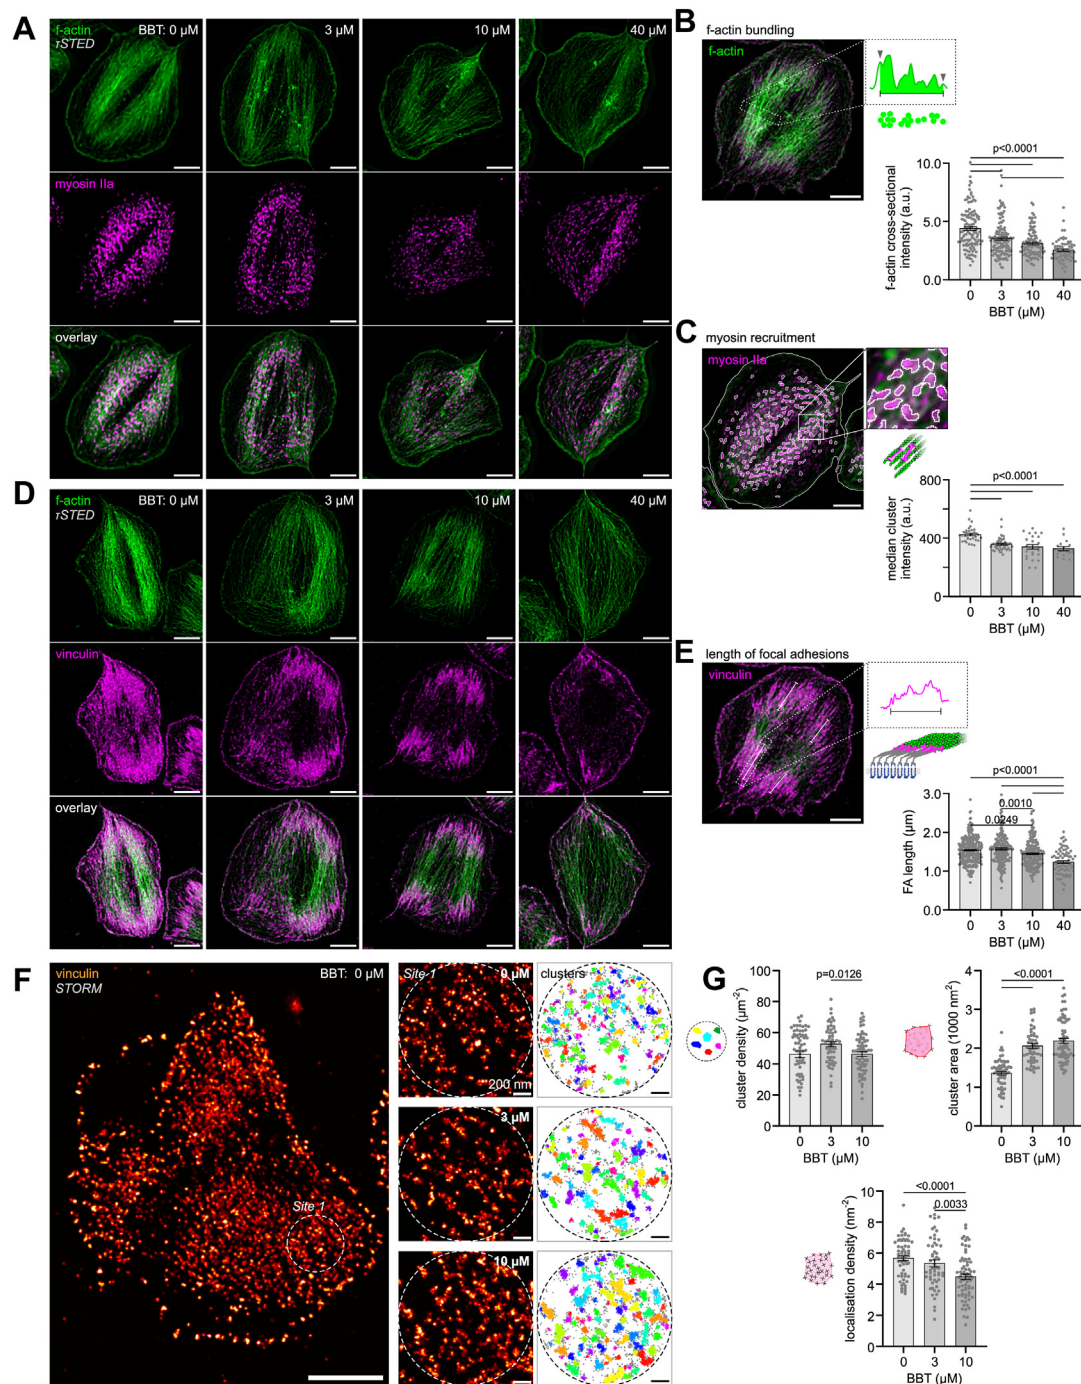 A
f-actin
τSTED
BBT: 0 µM
3 µM
10 µM
40 µM
myosin IIa
overlay
B
f-actin bundling
f-actin
p<0.0001
f-actin cross-sectional
intensity (a.u.)
10.0
5.0
0.0
0 3 10 40
BBT
(µM)
C
myosin recruitment
myosin IIa
p<0.0001
median cluster
intensity (a.u.)
800
400
0
0 3 10 40
BBT (µM)
D
f-actin
τSTED
BBT: 0 µM
3 µM
10 µM
40 µM
vinculin
overlay
E
length of focal adhesions
vinculin
p<0.0001
0.0010
0.0249
FA length (µm)
3.0
2.0
1.0
0.0
0 3 10 40
BBT (µM)
F
vinculin
STORM
BBT: 0 µM
Site 1
Site 1
0 µM
200 nm
clusters
3 µM
10 µM
G
p=0.0126
cluster density (µm⁻²)
100
80
60
40
20
0
0 3 10
BBT (µM)
<0.0001
cluster area (1000 nm²)
4
3
2
1
0
0 3 10
BBT (µM)
<0.0001
0.0033
localisation density (nm⁻²)
10
8
6
4
2
0
0 3 10
BBT (µM)